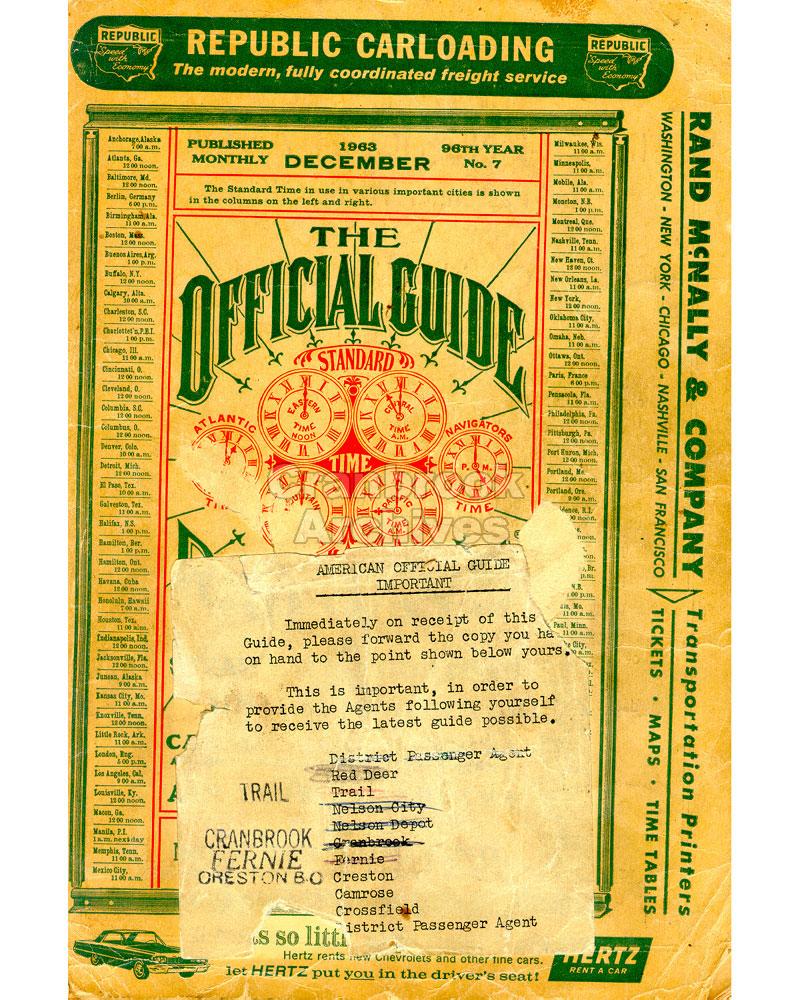 REPUBLIC
Speed with Economy
REPUBLIC CARLOADING
The modern, fully coordinated freight service
REPUBLIC
Speed with Economy
PUBLISHED MONTHLY
1963
DECEMBER
96TH YEAR
No. 7
The Standard Time in use in various important cities is shown
in the columns on the left and right.
Anchorage, Alaska
7 00 a.m.
Atlanta, Ga.
12 00 noon.
Baltimore, Md.
12 00 noon.
Berlin, Germany
6 00 p.m.
Birmingham, Ala.
11 00 a.m.
Boston, Mass.
12 00 noon.
Buenos Aires, Arg.
1 00 p.m.
Buffalo, N.Y.
12 00 noon.
Calgary, Alta.
10 00 a.m.
Charleston, S.C.
12 00 noon.
Charlottet'n, P.E.I.
1 00 p.m.
Chicago, Ill.
11 00 a.m.
Cincinnati, O.
12 00 noon.
Cleveland, O.
12 00 noon.
Columbia, S.C.
12 00 noon.
Columbus, O.
12 00 noon.
Denver, Colo.
10 00 a.m.
Detroit, Mich.
12 00 noon.
El Paso, Tex.
10 00 a.m.
Galveston, Tex.
11 00 a.m.
Halifax, N.S.
1 00 p.m.
Hamilton, Ber.
1 00 p.m.
Hamilton, Ont.
12 00 noon.
Havana, Cuba
12 00 noon.
Honolulu, Hawaii
7 00 a.m.
Houston, Tex.
11 00 a.m.
Indianapolis, Ind.
12 00 noon.
Jacksonville, Fla.
12 00 noon.
Juneau, Alaska
9 00 a.m.
Kansas City, Mo.
11 00 a.m.
Knoxville, Tenn.
12 00 noon.
Little Rock, Ark.
11 00 a.m.
London, Eng.
5 00 p.m.
Los Angeles, Cal.
9 00 a.m.
Louisville, Ky.
12 00 noon.
Macon, Ga.
12 00 noon.
Manila, P.I.
1 a.m. next day
Memphis, Tenn.
11 00 a.m.
Mexico City,
11 00 a.m.
THE
OFFICIAL GUIDE
STANDARD
TIME
EASTERN
TIME
NOON
CENTRAL
TIME
A.M.
ATLANTIC
NAVIGATORS
P. M.
TIME
PACIFIC
TIME
A.M.
Cranbrook
Archives
Milwaukee, Wis.
11 00 a.m.
Minneapolis,
11 00 a.m.
Mobile, Ala.
11 00 a.m.
Moncton, N.B.
1 00 p.m.
Montreal, Que.
12 00 noon.
Nashville, Tenn.
11 00 a.m.
New Haven, Ct.
12 00 noon.
New Orleans, La.
11 00 a.m.
New York,
12 00 noon.
Oklahoma City,
11 00 a.m.
Omaha, Neb.
11 00 a.m.
Ottawa, Ont.
12 00 noon.
Paris, France
6 00 p.m.
Pensacola, Fla.
11 00 a.m.
Philadelphia, Pa.
12 00 noon.
Pittsburgh, Pa.
12 00 noon.
Port Huron, Mich.
12 00 noon.
Portland, Me.
12 00 noon.
Portland, Ore.
9 00 a.m.
RAND McNALLY & COMPANY
WASHINGTON - NEW YORK - CHICAGO - NASHVILLE - SAN FRANCISCO
Transportation Printers
TICKETS • MAPS • TIME TABLES
AMERICAN OFFICIAL GUIDE
IMPORTANT
Immediately on receipt of this
Guide, please forward the copy you ha
on hand to the point shown below yours.
This is important, in order to
provide the Agents following yourself
to receive the latest guide possible.
District Passenger Agent
Red Deer
Trail
Nelson City
Nelson Depot
Cranbrook
Fernie
Creston
Camrose
Crossfield
District Passenger Agent
TRAIL
CRANBROOK
FERNIE
CRESTON B C
s so littl
Hertz rents new Chevrolets and other fine cars.
let HERTZ put you in the driver's seat!
HERTZ
RENT A CAR